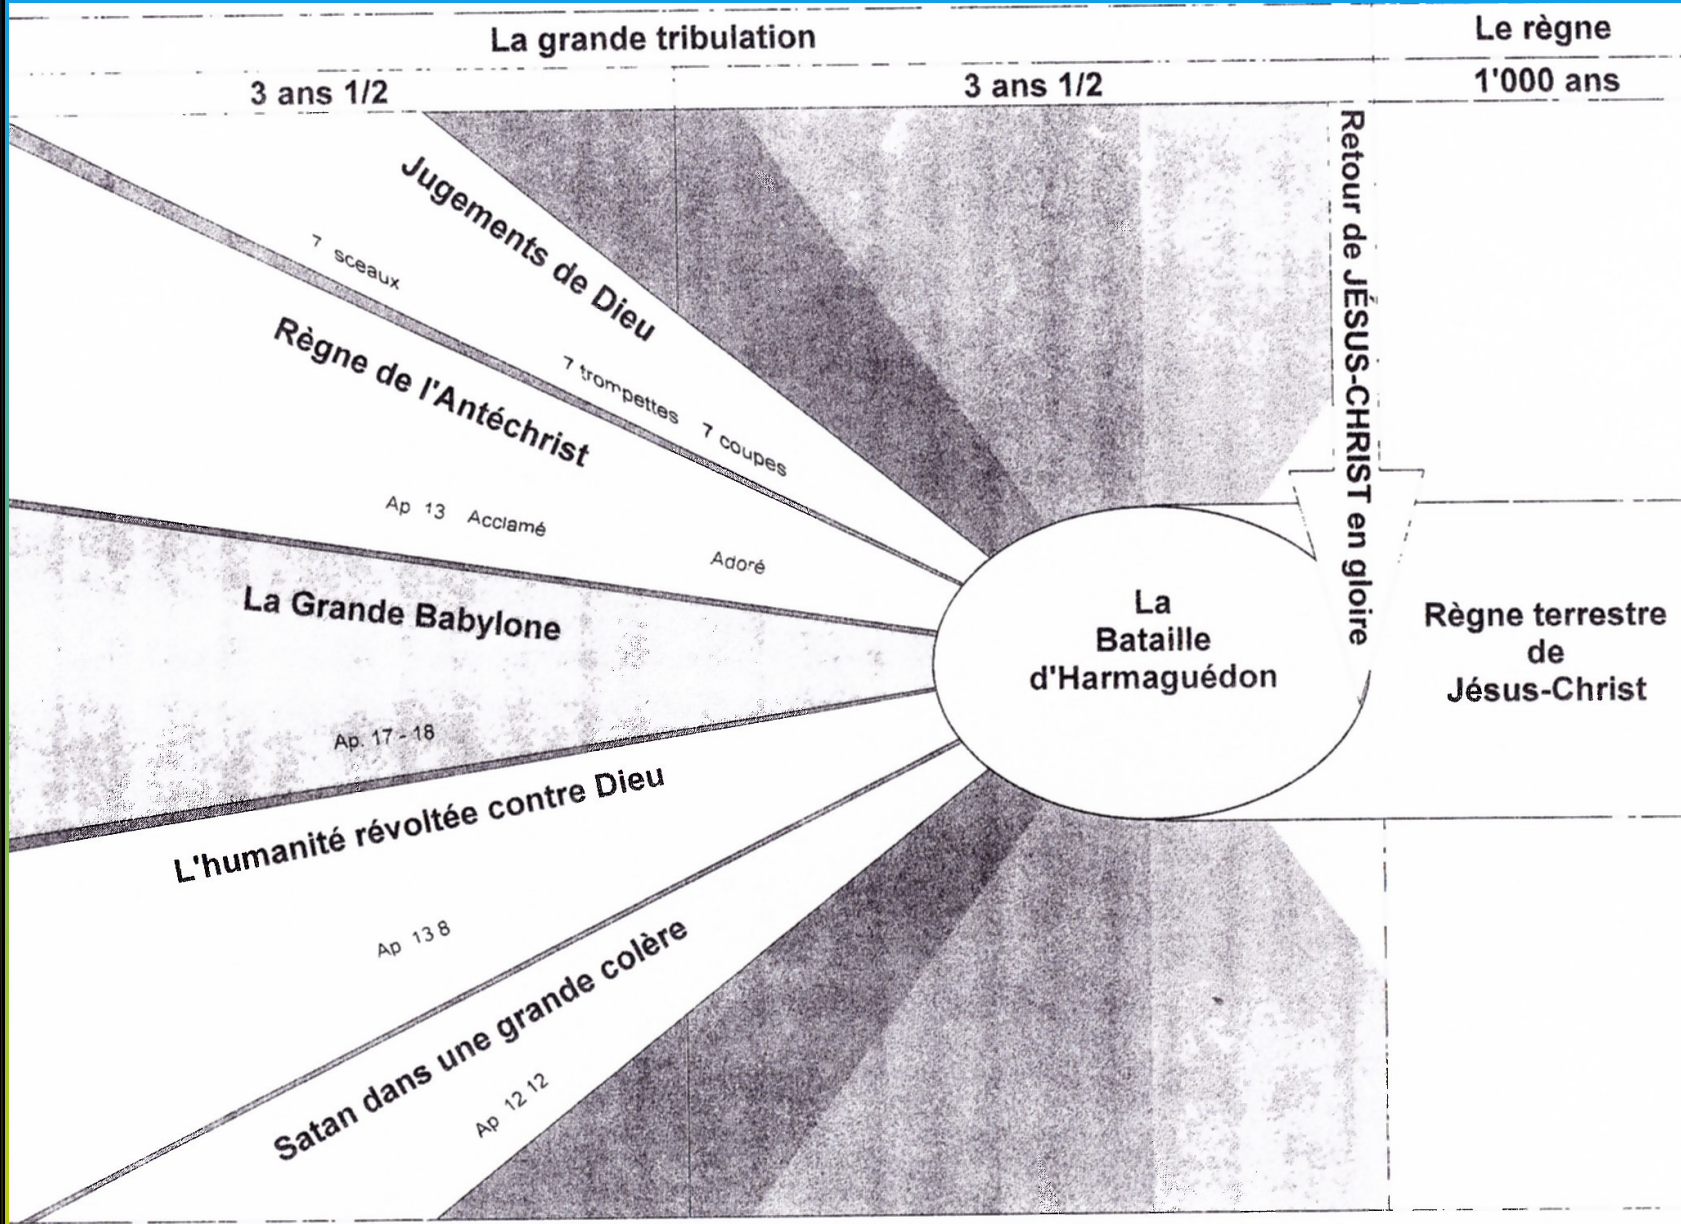 La grande tribulation
Le règne
3 ans 1/2
3 ans 1/2
1'000 ans
Jugements de Dieu
7 sceaux
7 trompettes 7 coupes
Règne de l'Antéchrist
Ap 13 Acclamé
Adoré
La Grande Babylone
Ap. 17 - 18
L'humanité révoltée contre Dieu
Ap 13 8
Satan dans une grande colère
Ap 12 12
La
Bataille
d'Harmaguédon
Retour de JÉSUS-CHRIST en gloire
Règne terrestre
de
Jésus-Christ